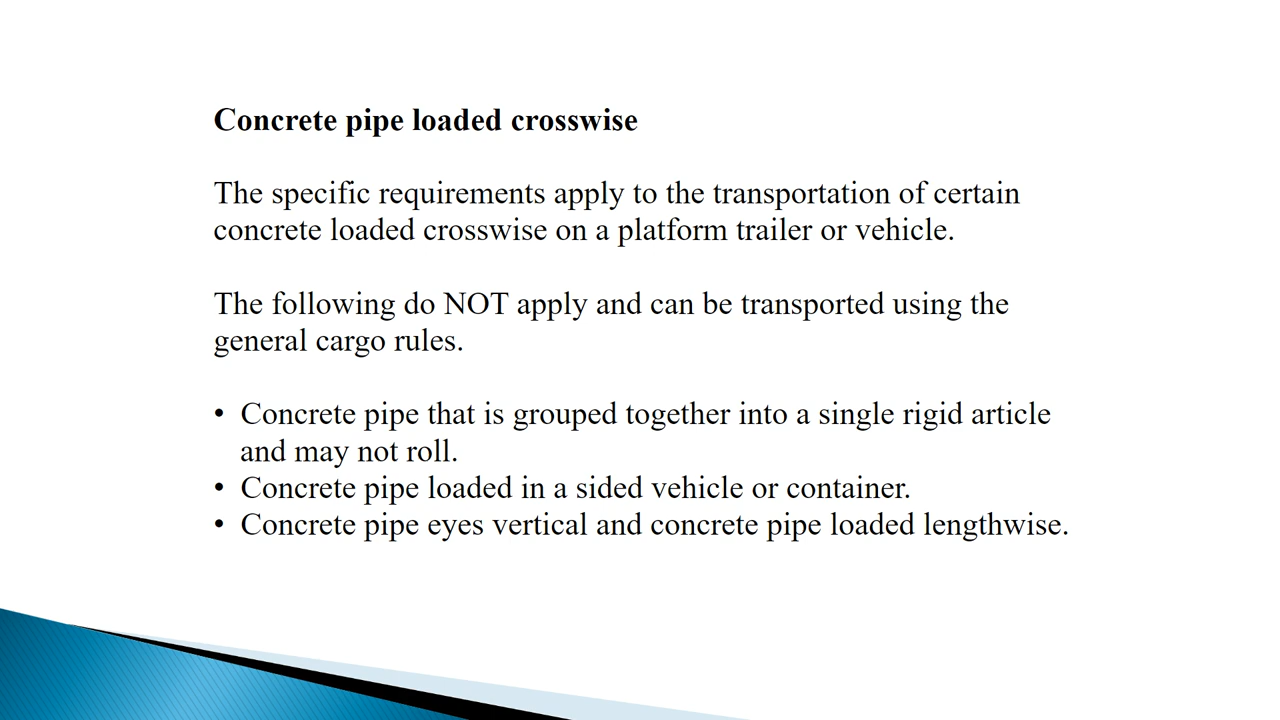 Concrete pipe loaded crosswise
The specific requirements apply to the transportation of certain
concrete loaded crosswise on a platform trailer or vehicle.
The following do NOT apply and can be transported using the
general cargo rules.
• Concrete pipe that is grouped together into a single rigid article
and may not roll.
• Concrete pipe loaded in a sided vehicle or container.
• Concrete pipe eyes vertical and concrete pipe loaded lengthwise.